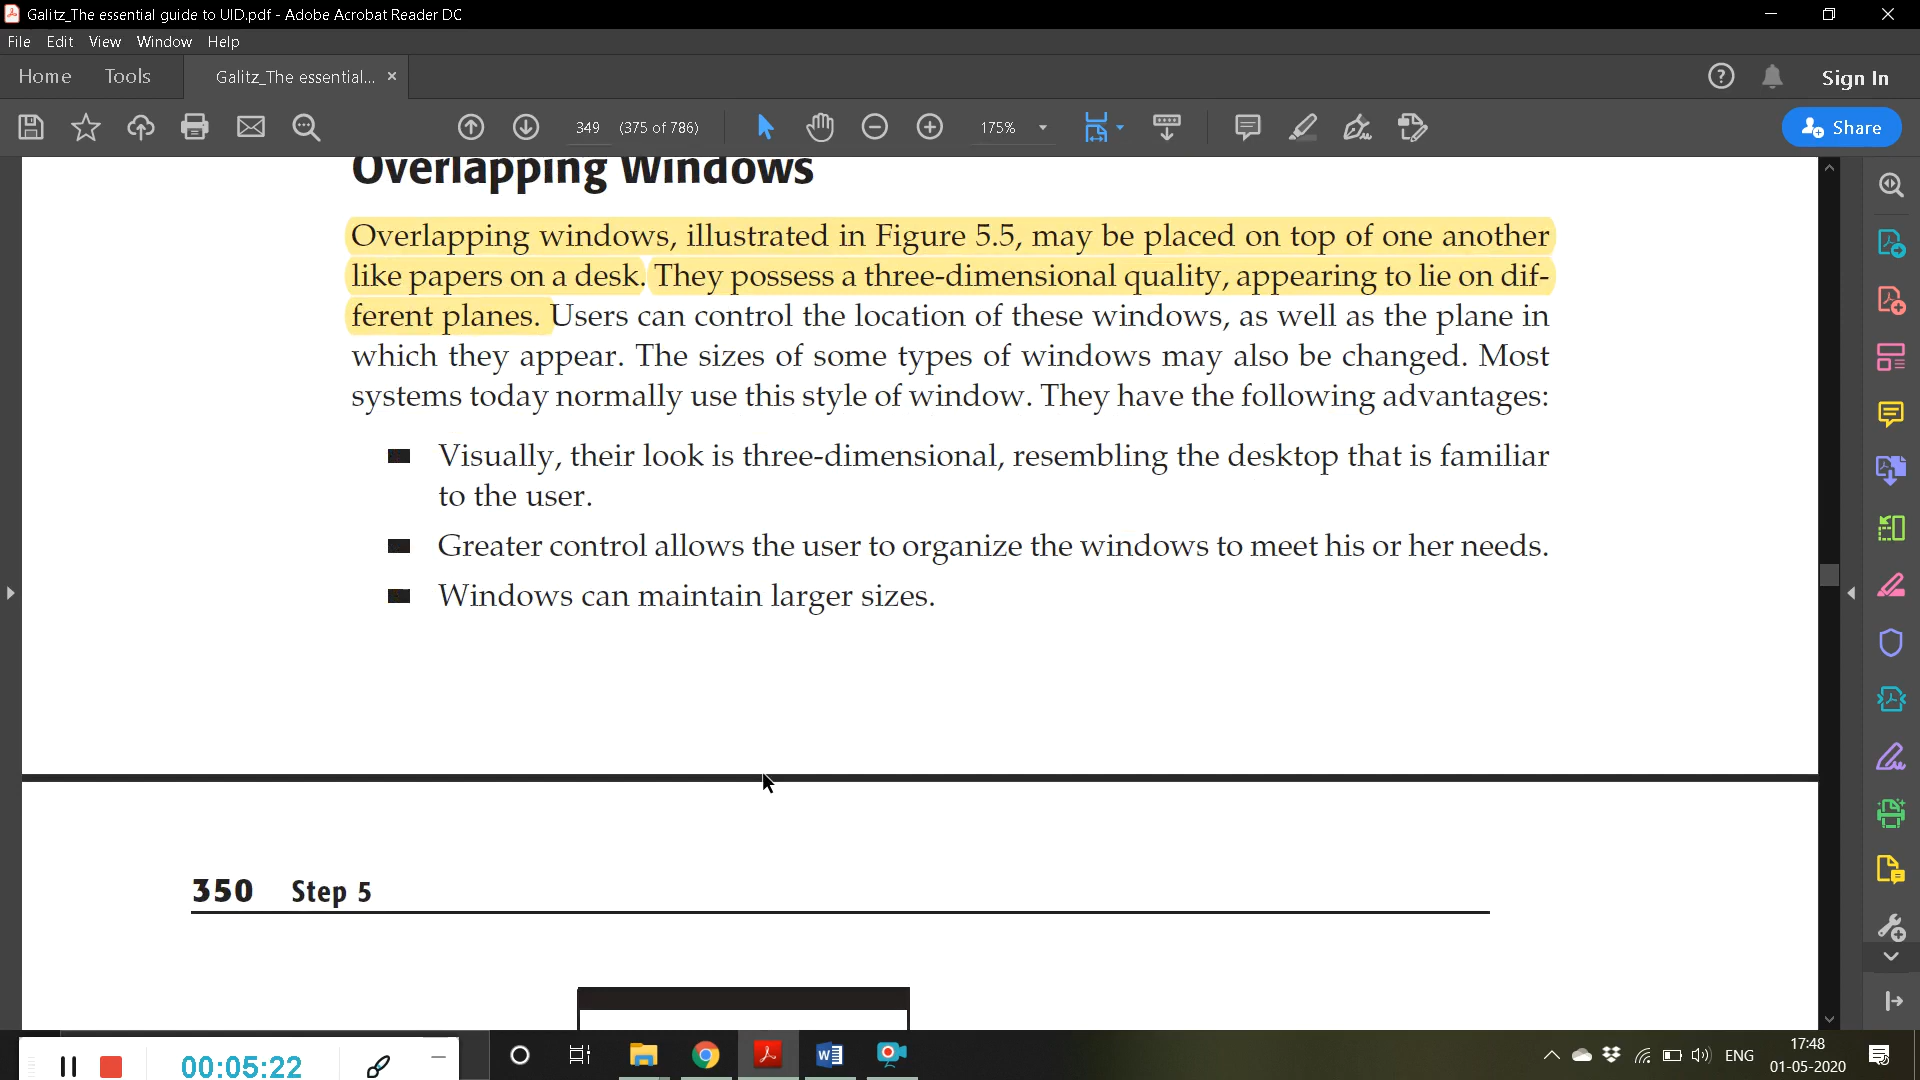 Galitz_The essential guide to UID.pdf - Adobe Acrobat Reader DC
File Edit View Window Help
Home Tools Galitz_The essential... × Sign In
349 (375 of 786) 175% Share
Overlapping Windows
Overlapping windows, illustrated in Figure 5.5, may be placed on top of one another
like papers on a desk. They possess a three-dimensional quality, appearing to lie on dif-
ferent planes. Users can control the location of these windows, as well as the plane in
which they appear. The sizes of some types of windows may also be changed. Most
systems today normally use this style of window. They have the following advantages:
Visually, their look is three-dimensional, resembling the desktop that is familiar
to the user.
Greater control allows the user to organize the windows to meet his or her needs.
Windows can maintain larger sizes.
350 Step 5
00:05:22
ENG
17:48
01-05-2020